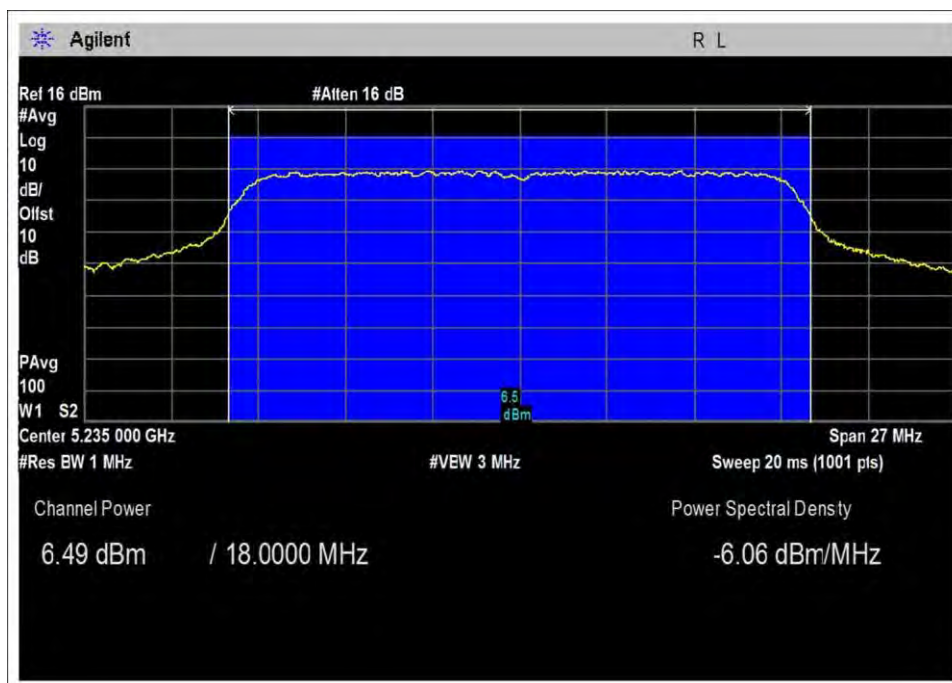 Agilent R L
Ref 16 dBm #Atten 16 dB
#Avg
Log
10
dB/
Offst
10
dB
PAvg
100
W1 S2
6.5
dBm
Center 5.235 000 GHz Span 27 MHz
#Res BW 1 MHz #VBW 3 MHz Sweep 20 ms (1001 pts)
Channel Power Power Spectral Density
6.49 dBm / 18.0000 MHz -6.06 dBm/MHz